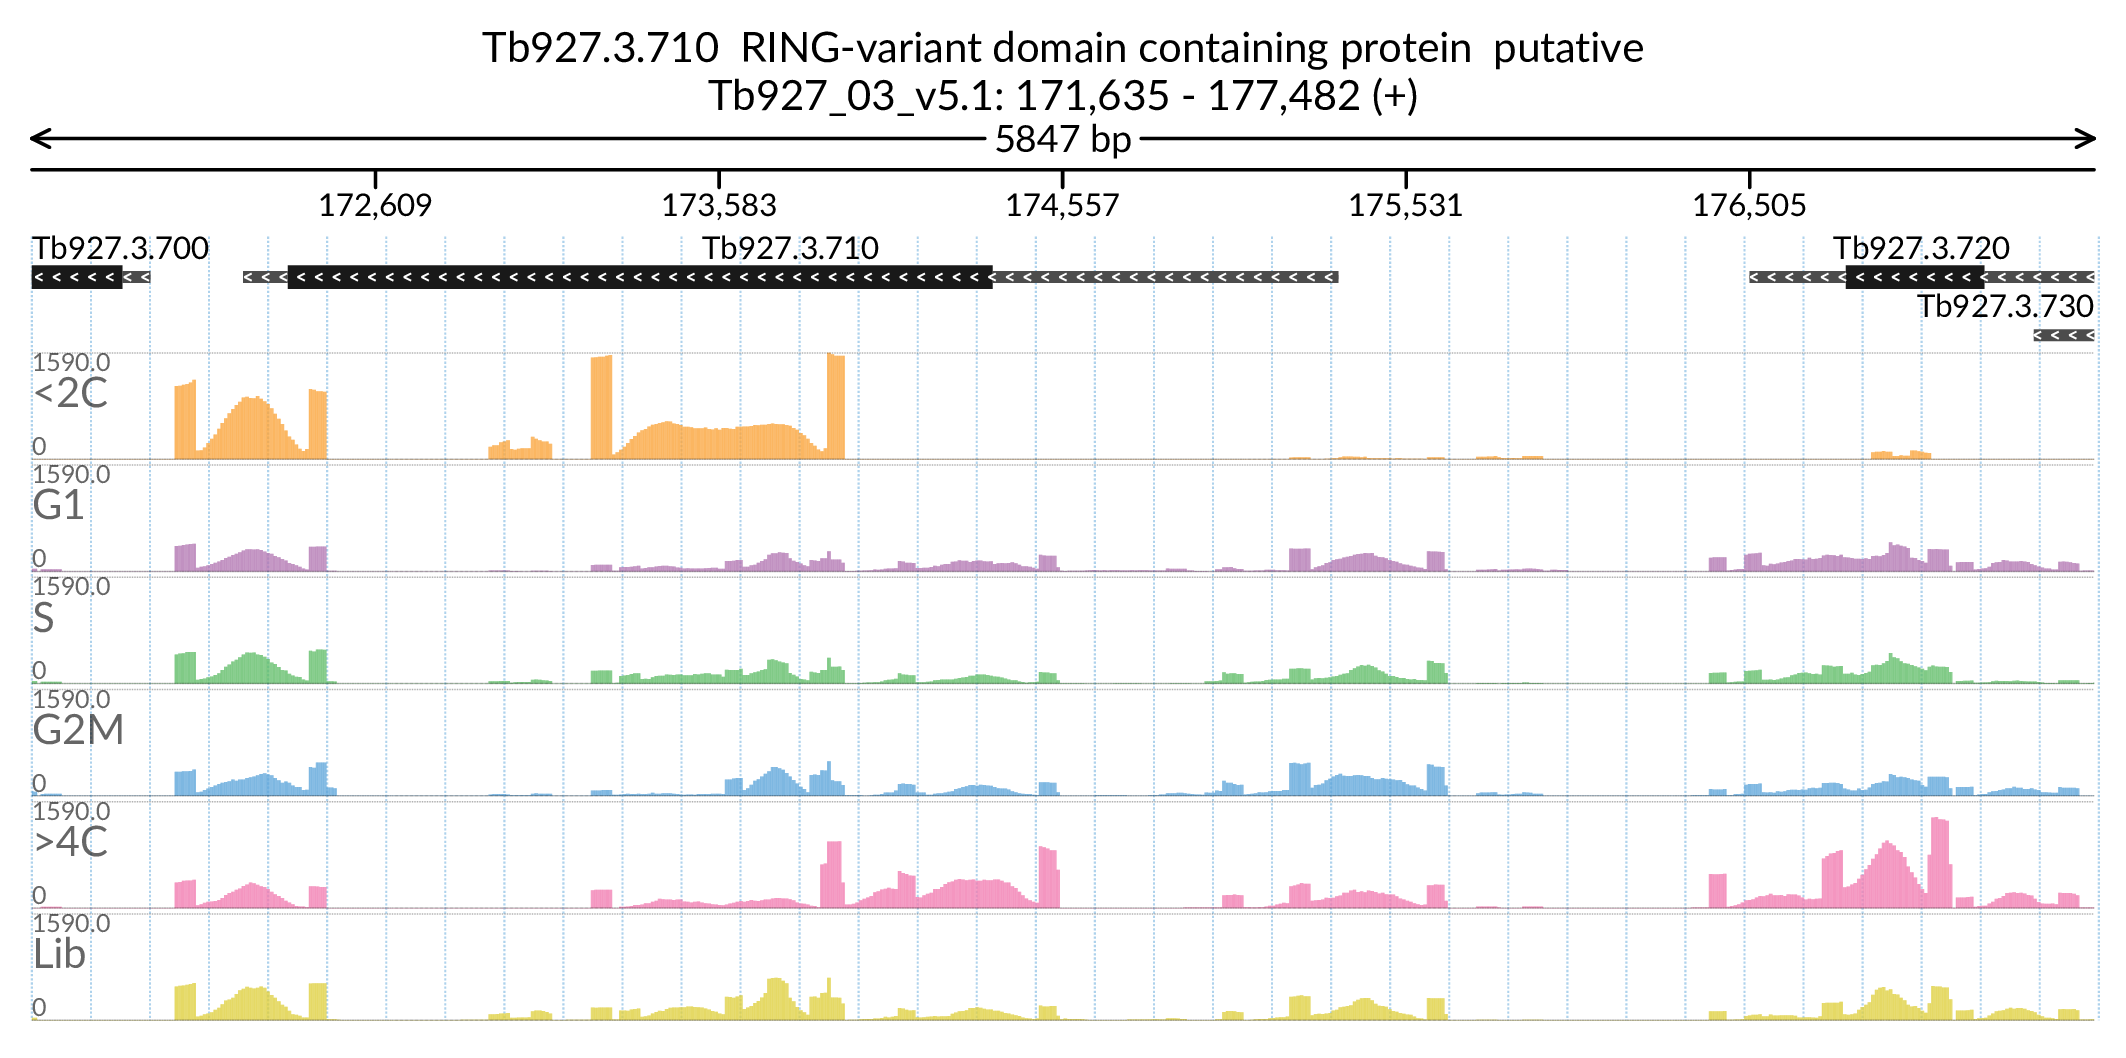 Tb927.3.710  RING-variant domain containing protein  putative
Tb927_03_v5.1: 171,635 - 177,482 (+)
5847 bp
172,609 173,583 174,557 175,531 176,505
Tb927.3.700 Tb927.3.710 Tb927.3.720
Tb927.3.730
1590.0
<2C
0
1590.0
G1
0
1590.0
S
0
1590.0
G2M
0
1590.0
>4C
0
1590.0
Lib
0